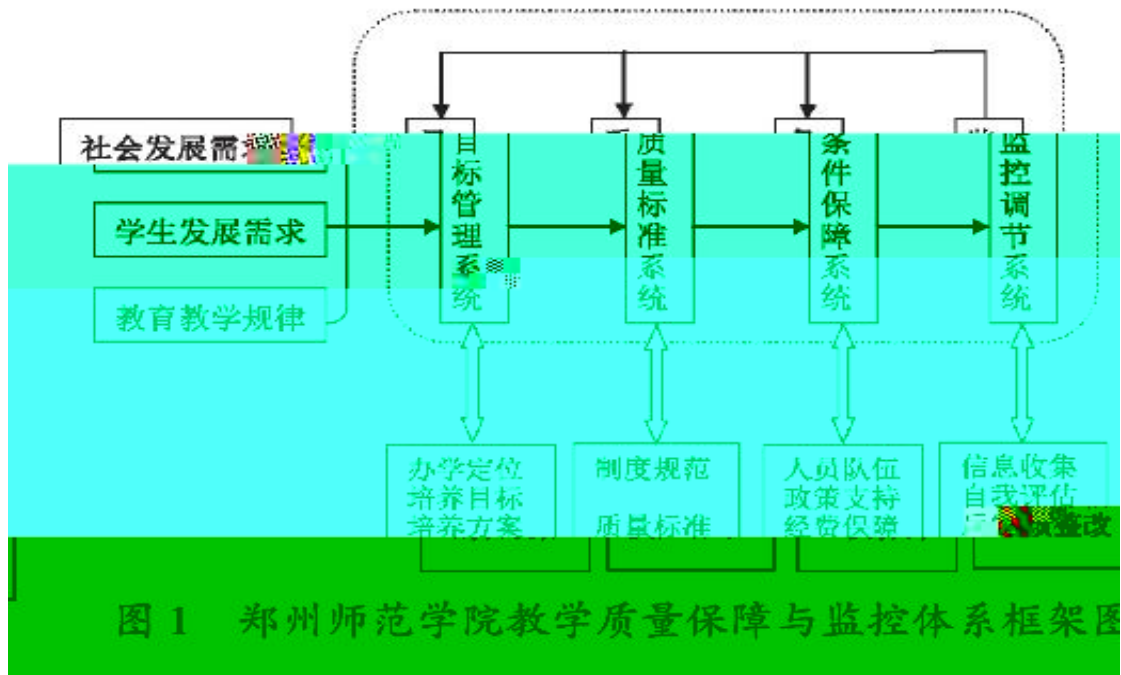 社会发展需
学生发展需求
教育教学规律
目标管理系统
质量标准系统
条件保障系统
监控调节系统
办学定位
培养目标
培养方案
制度规范
质量标准
人员队伍
政策支持
经费保障
信息收集
自我评估
整改
图 1 郑州师范学院教学质量保障与监控体系框架图